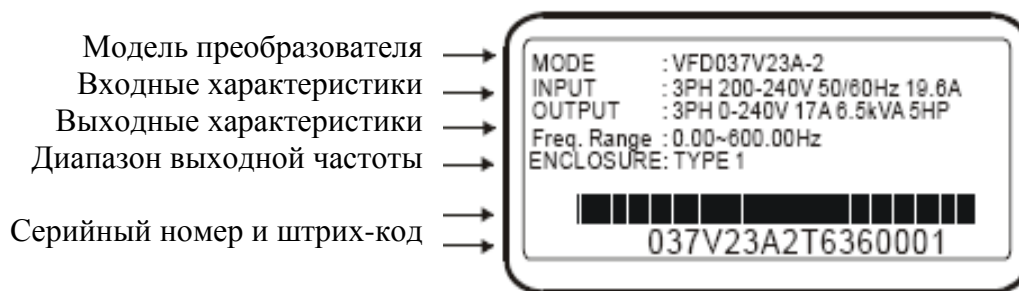 Модель преобразователя
Входные характеристики
Выходные характеристики
Диапазон выходной частоты
Серийный номер и штрих-код
MODE : VFD037V23A-2
INPUT : 3PH 200-240V 50/60Hz 19.6A
OUTPUT : 3PH 0-240V 17A 6.5kVA 5HP
Freq. Range : 0.00~600.00Hz
ENCLOSURE: TYPE 1
037V23A2T6360001